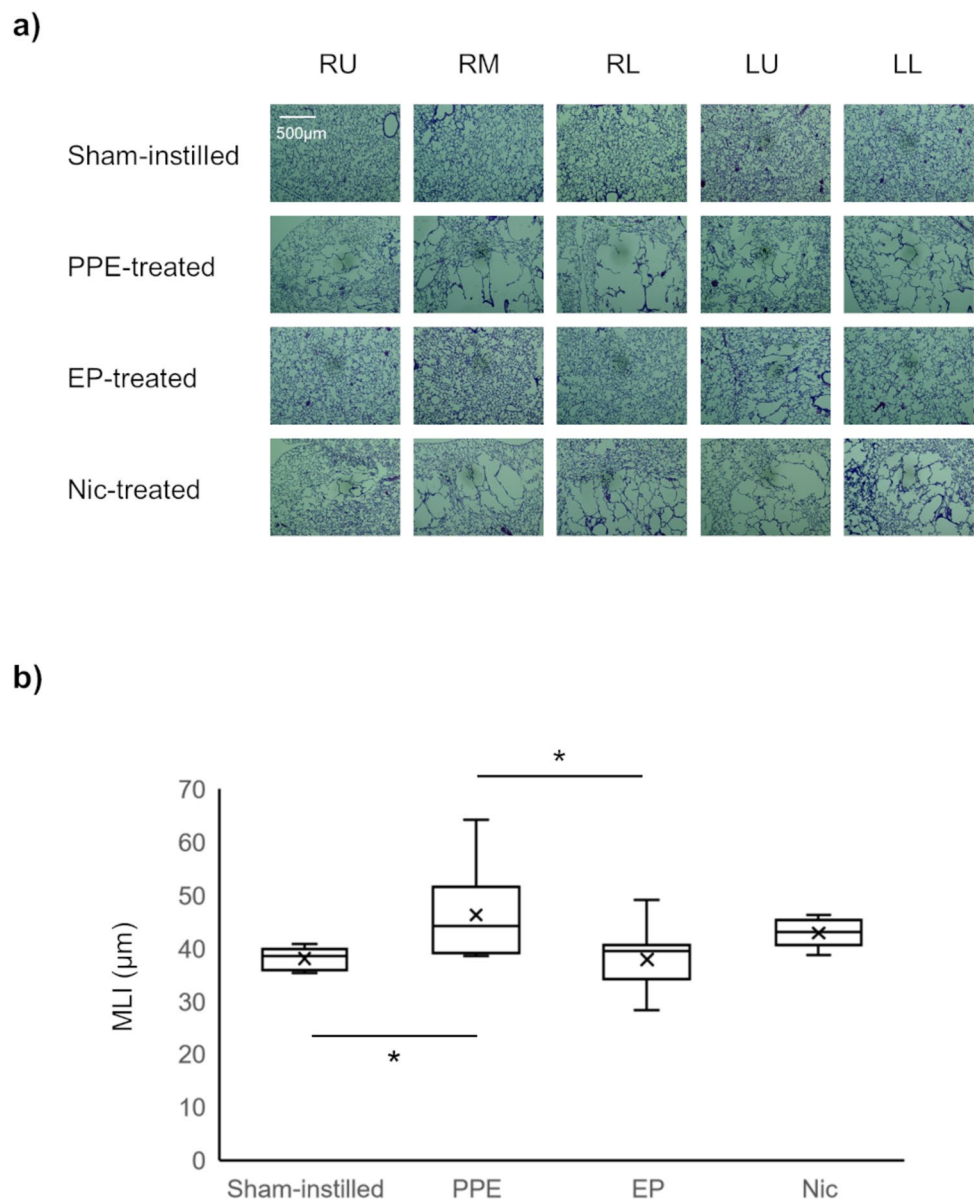 a)
RU RM RL LU LL
500µm
Sham-instilled
PPE-treated
EP-treated
Nic-treated
b)
*
70
60
50
40
30
20
10
0
MLI (µm)
*
Sham-instilled PPE EP Nic